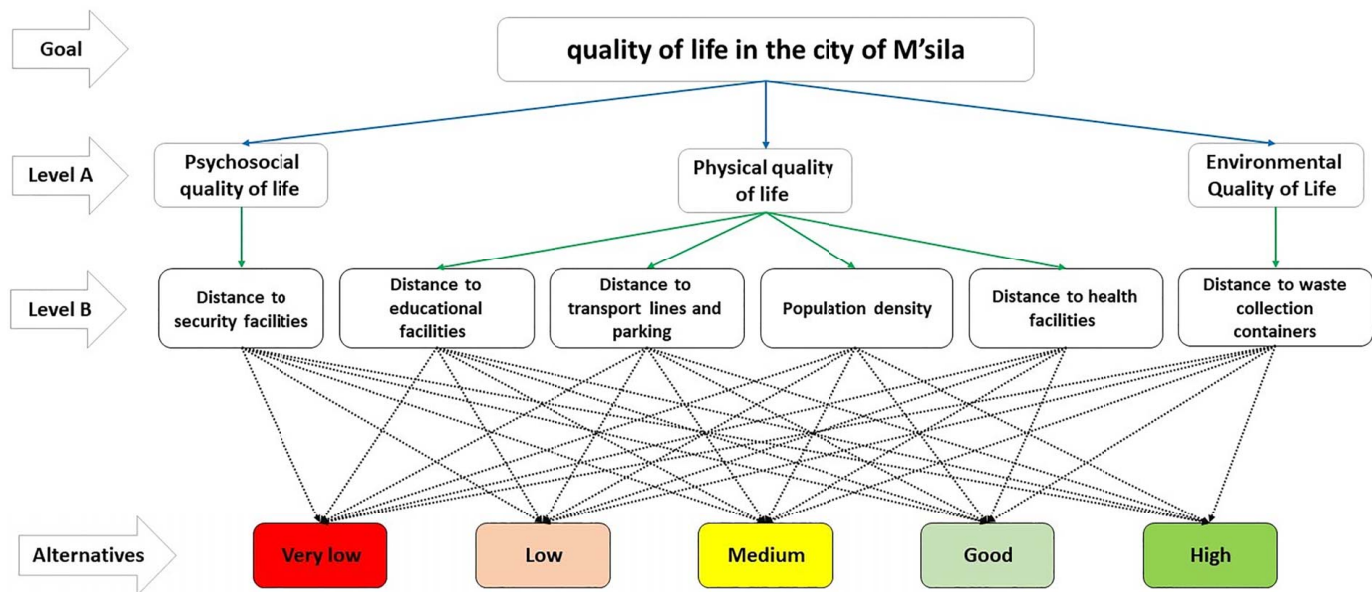 Goal
quality of life in the city of M'sila
Level A
Psychosocial
quality of life
Physical quality
of life
Environmental
Quality of Life
Level B
Distance to
security facilities
Distance to
educational
facilities
Distance to
transport lines and
parking
Population density
Distance to health
facilities
Distance to waste
collection
containers
Alternatives
Very low
Low
Medium
Good
High